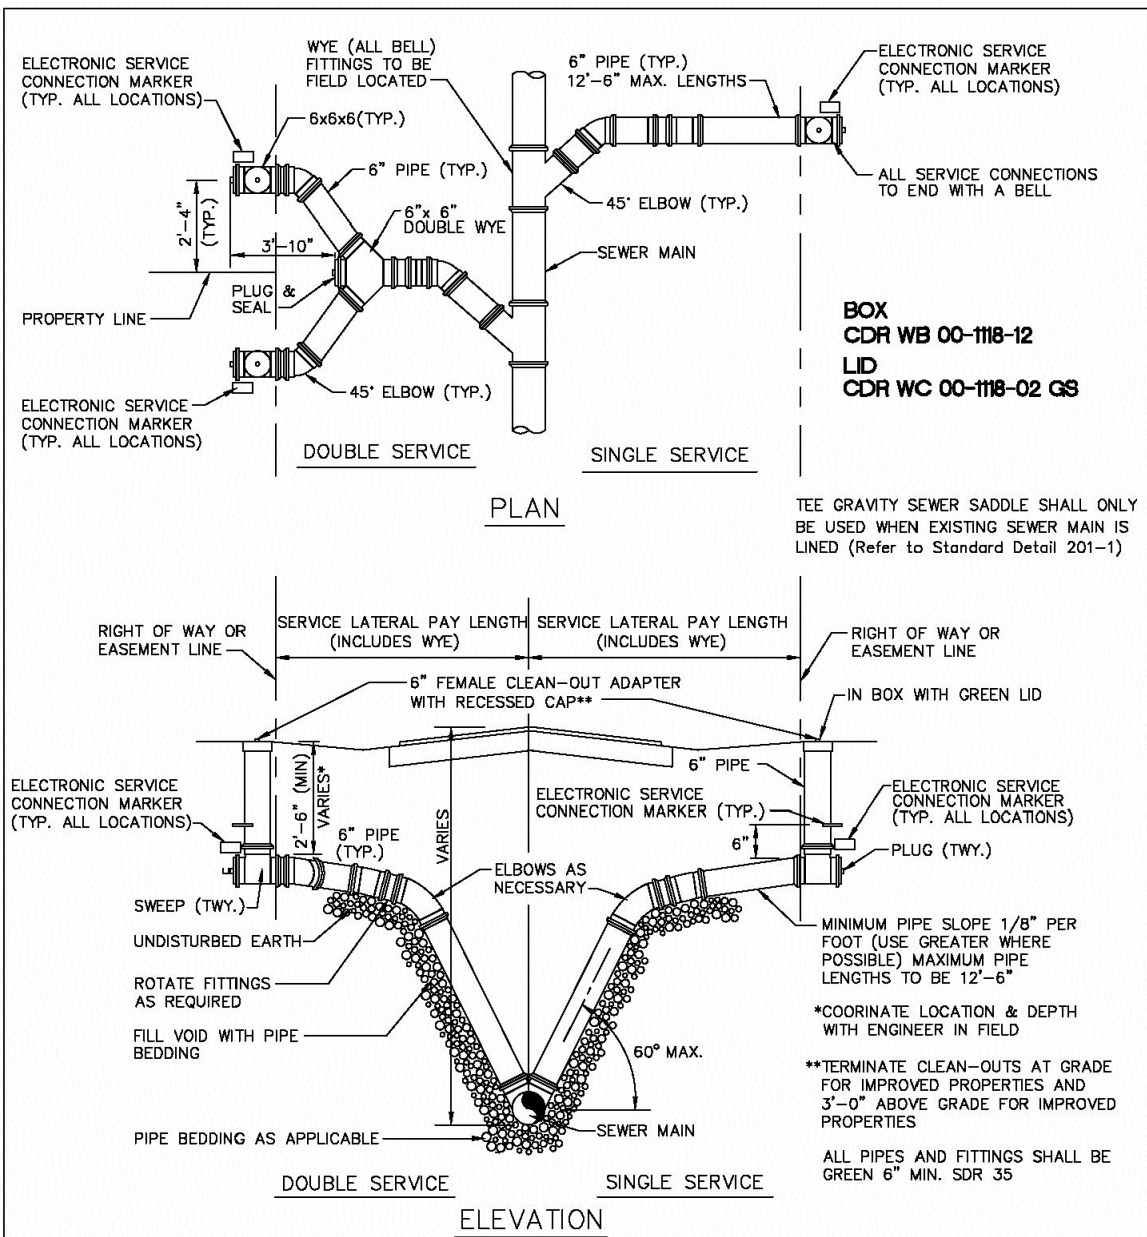 ELECTRONIC SERVICE
CONNECTION MARKER
(TYP. ALL LOCATIONS)
WYE (ALL BELL)
FITTINGS TO BE
FIELD LOCATED
6" PIPE (TYP.)
12'-6" MAX. LENGTHS
ELECTRONIC SERVICE
CONNECTION MARKER
(TYP. ALL LOCATIONS)
6x6x6(TYP.)
6" PIPE (TYP.)
ALL SERVICE CONNECTIONS
TO END WITH A BELL
2'-4"
(TYP.)
6"x 6"
DOUBLE WYE
45° ELBOW (TYP.)
3'-10"
SEWER MAIN
PLUG &
SEAL
PROPERTY LINE
BOX
CDR WB 00-1118-12
LID
CDR WC 00-1118-02 GS
45° ELBOW (TYP.)
ELECTRONIC SERVICE
CONNECTION MARKER
(TYP. ALL LOCATIONS)
DOUBLE SERVICE
SINGLE SERVICE
PLAN
TEE GRAVITY SEWER SADDLE SHALL ONLY
BE USED WHEN EXISTING SEWER MAIN IS
LINED (Refer to Standard Detail 201-1)
RIGHT OF WAY OR
EASEMENT LINE
SERVICE LATERAL PAY LENGTH
(INCLUDES WYE)
SERVICE LATERAL PAY LENGTH
(INCLUDES WYE)
RIGHT OF WAY OR
EASEMENT LINE
6" FEMALE CLEAN-OUT ADAPTER
WITH RECESSED CAP**
IN BOX WITH GREEN LID
2'-6" (MIN)
VARIES*
6" PIPE
ELECTRONIC SERVICE
CONNECTION MARKER
(TYP. ALL LOCATIONS)
ELECTRONIC SERVICE
CONNECTION MARKER (TYP.)
ELECTRONIC SERVICE
CONNECTION MARKER
(TYP. ALL LOCATIONS)
6" PIPE
(TYP.)
VARIES
6"
PLUG (TWY.)
ELBOWS AS
NECESSARY
SWEEP (TWY.)
UNDISTURBED EARTH
MINIMUM PIPE SLOPE 1/8" PER
FOOT (USE GREATER WHERE
POSSIBLE) MAXIMUM PIPE
LENGTHS TO BE 12'-6"
ROTATE FITTINGS
AS REQUIRED
*COORINATE LOCATION & DEPTH
WITH ENGINEER IN FIELD
FILL VOID WITH PIPE
BEDDING
60° MAX.
**TERMINATE CLEAN-OUTS AT GRADE
FOR IMPROVED PROPERTIES AND
3'-0" ABOVE GRADE FOR IMPROVED
PROPERTIES
PIPE BEDDING AS APPLICABLE
SEWER MAIN
ALL PIPES AND FITTINGS SHALL BE
GREEN 6" MIN. SDR 35
DOUBLE SERVICE
SINGLE SERVICE
ELEVATION